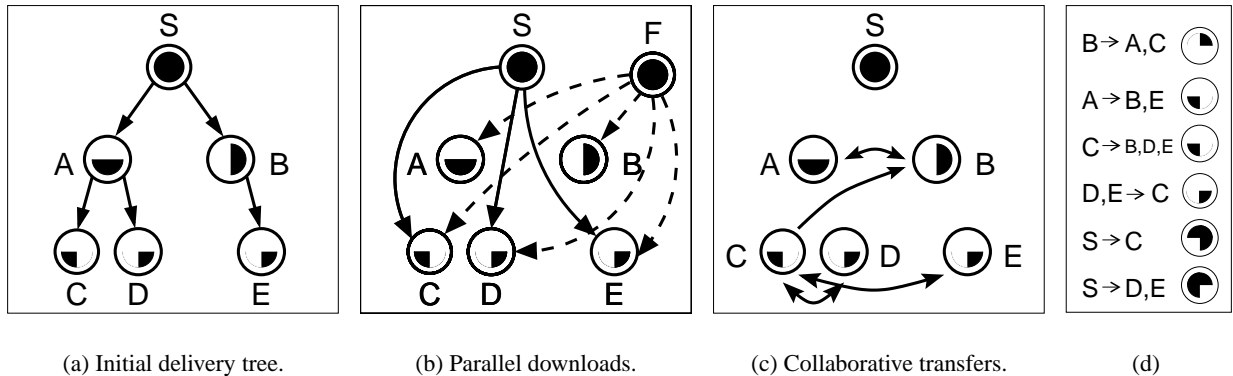 S
A
B
C
D
E
S
F
A
B
C
D
E
S
A
B
C
D
E
B→ A,C
A→ B,E
C→ B,D,E
D,E→ C
S→ C
S→ D,E
(a) Initial delivery tree.
(b) Parallel downloads.
(c) Collaborative transfers.
(d)